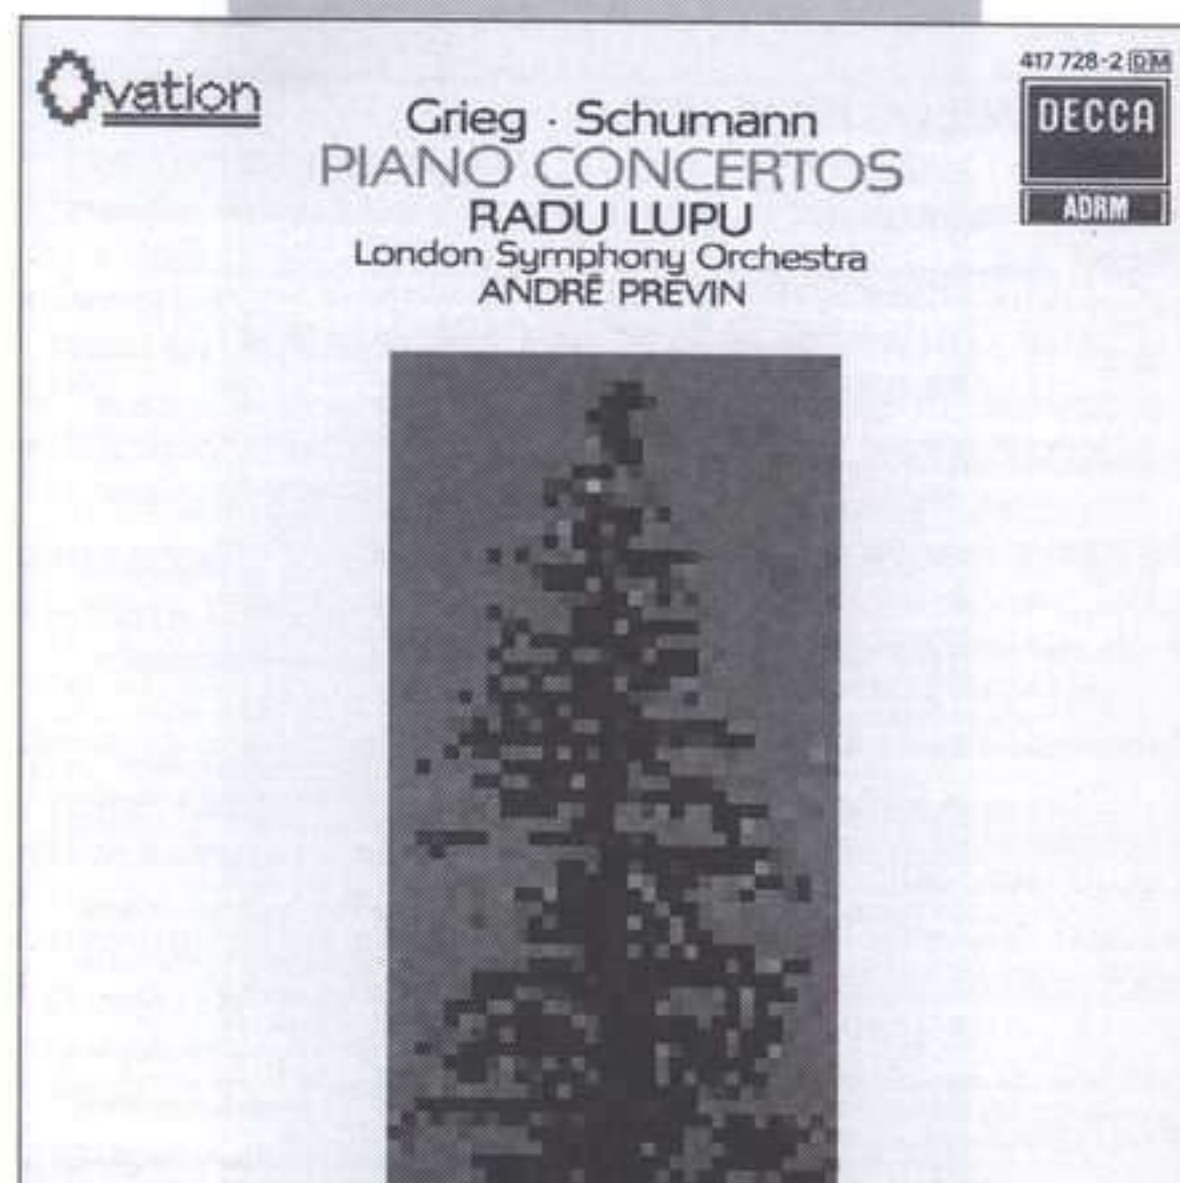 Ovation
417 728-2 DM
DECCA
ADRM
Grieg · Schumann
PIANO CONCERTOS
RADU LUPU
London Symphony Orchestra
ANDRÉ PREVIN